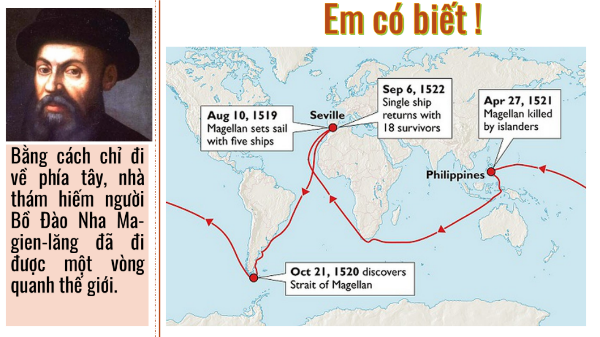 Em có biết !
Bằng cách chỉ đi
về phía tây, nhà
thám hiếm người
Bồ Đào Nha Ma-
gien-lăng đã đi
được một vòng
quanh thế giới.
Aug 10, 1519
Magellan sets sail
with five ships
Seville
Sep 6, 1522
Single ship
returns with
18 survivors
Apr 27, 1521
Magellan killed
by islanders
Philippines
Oct 21, 1520 discovers
Strait of Magellan